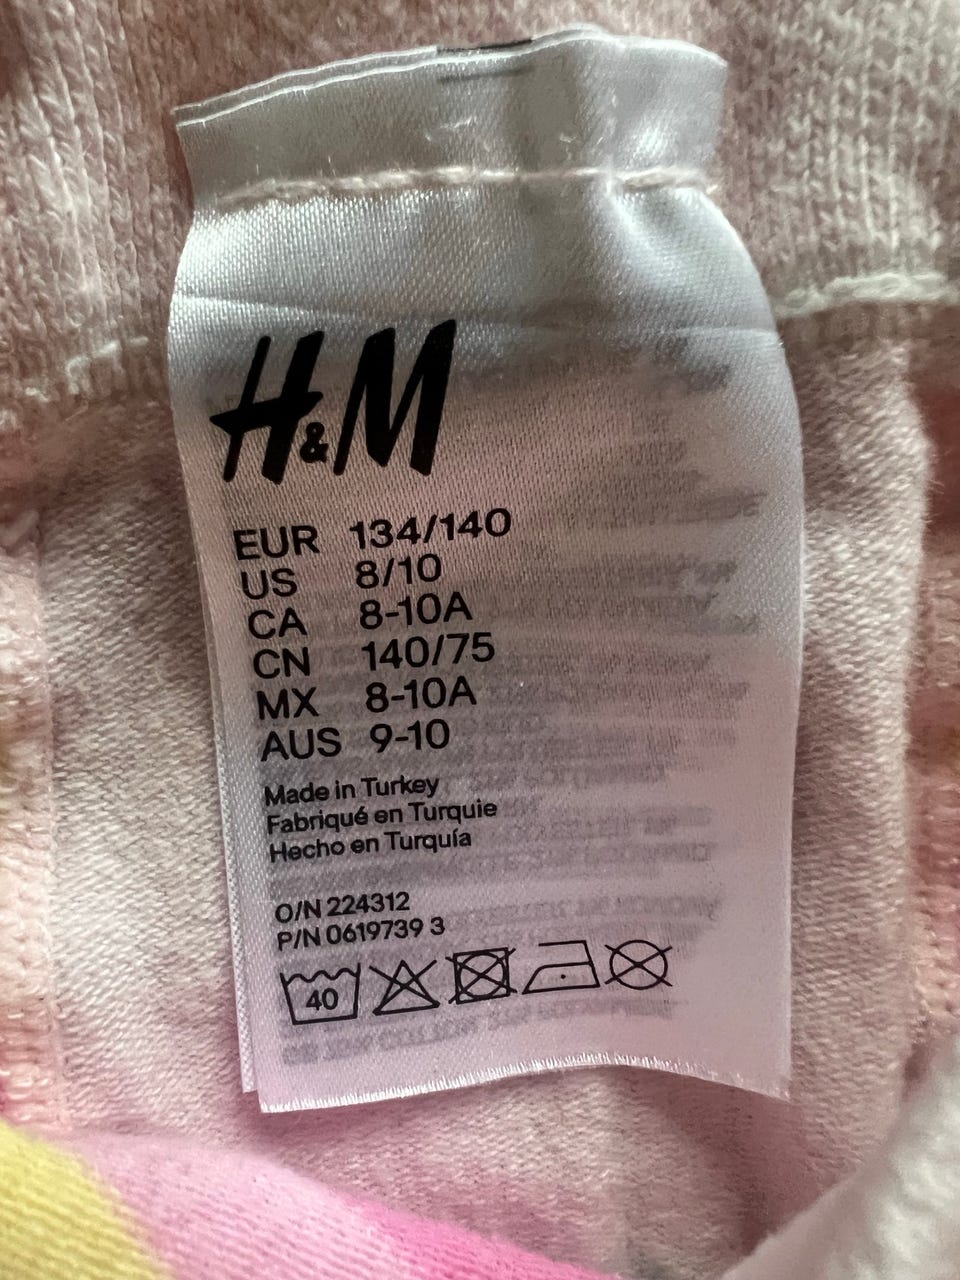 H&M
EUR 134/140
US 8/10
CA 8-10A
CN 140/75
MX 8-10A
AUS 9-10
Made in Turkey
Fabriqué en Turquie
Hecho en Turquía
O/N 224312
P/N 0619739 3
40